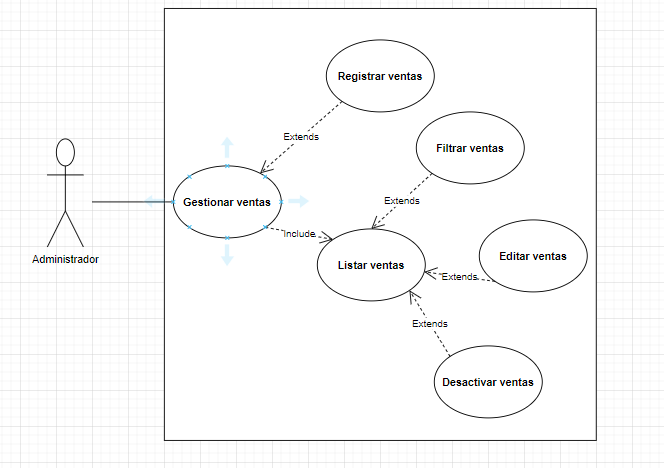 Registrar ventas
Extends
Filtrar ventas
Extends
Gestionar ventas
Include
Administrador
Listar ventas
Editar ventas
Extends
Extends
Desactivar ventas